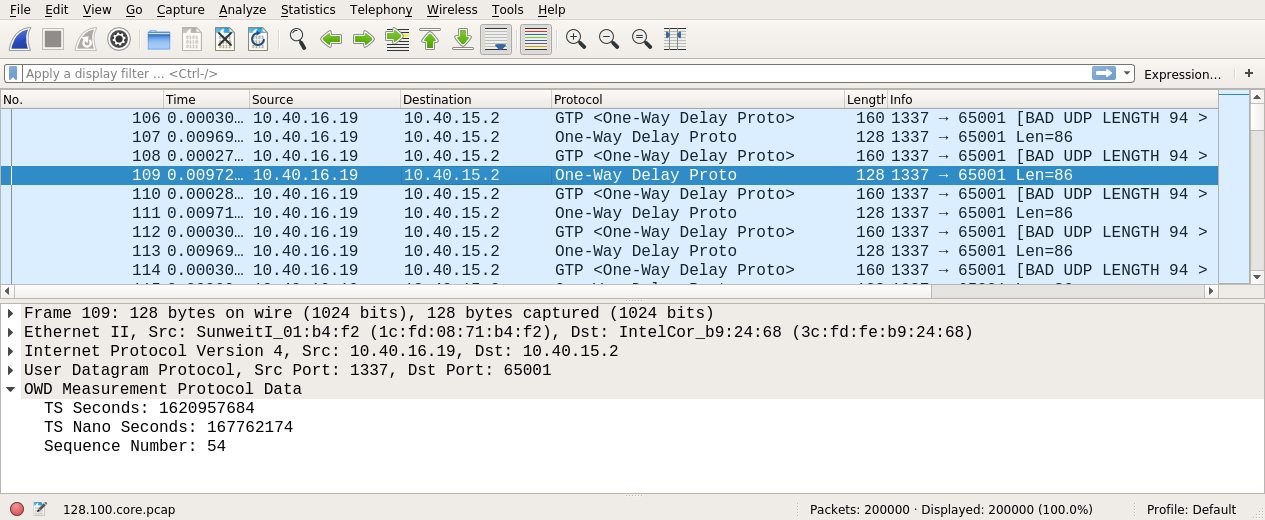 File Edit View Go Capture Analyze Statistics Telephony Wireless Tools Help
Apply a display filter ... <Ctrl-/> Expression... +
No. Time Source Destination Protocol Length Info
106 0.00030... 10.40.16.19 10.40.15.2 GTP <One-Way Delay Proto> 160 1337 → 65001 [BAD UDP LENGTH 94 >
107 0.00969... 10.40.16.19 10.40.15.2 One-Way Delay Proto 128 1337 → 65001 Len=86
108 0.00027... 10.40.16.19 10.40.15.2 GTP <One-Way Delay Proto> 160 1337 → 65001 [BAD UDP LENGTH 94 >
109 0.00972... 10.40.16.19 10.40.15.2 One-Way Delay Proto 128 1337 → 65001 Len=86
110 0.00028... 10.40.16.19 10.40.15.2 GTP <One-Way Delay Proto> 160 1337 → 65001 [BAD UDP LENGTH 94 >
111 0.00971... 10.40.16.19 10.40.15.2 One-Way Delay Proto 128 1337 → 65001 Len=86
112 0.00030... 10.40.16.19 10.40.15.2 GTP <One-Way Delay Proto> 160 1337 → 65001 [BAD UDP LENGTH 94 >
113 0.00969... 10.40.16.19 10.40.15.2 One-Way Delay Proto 128 1337 → 65001 Len=86
114 0.00030... 10.40.16.19 10.40.15.2 GTP <One-Way Delay Proto> 160 1337 → 65001 [BAD UDP LENGTH 94 >
Frame 109: 128 bytes on wire (1024 bits), 128 bytes captured (1024 bits)
Ethernet II, Src: SunweitI_01:b4:f2 (1c:fd:08:71:b4:f2), Dst: IntelCor_b9:24:68 (3c:fd:fe:b9:24:68)
Internet Protocol Version 4, Src: 10.40.16.19, Dst: 10.40.15.2
User Datagram Protocol, Src Port: 1337, Dst Port: 65001
OWD Measurement Protocol Data
TS Seconds: 1620957684
TS Nano Seconds: 167762174
Sequence Number: 54
128.100.core.pcap Packets: 200000 · Displayed: 200000 (100.0%) Profile: Default